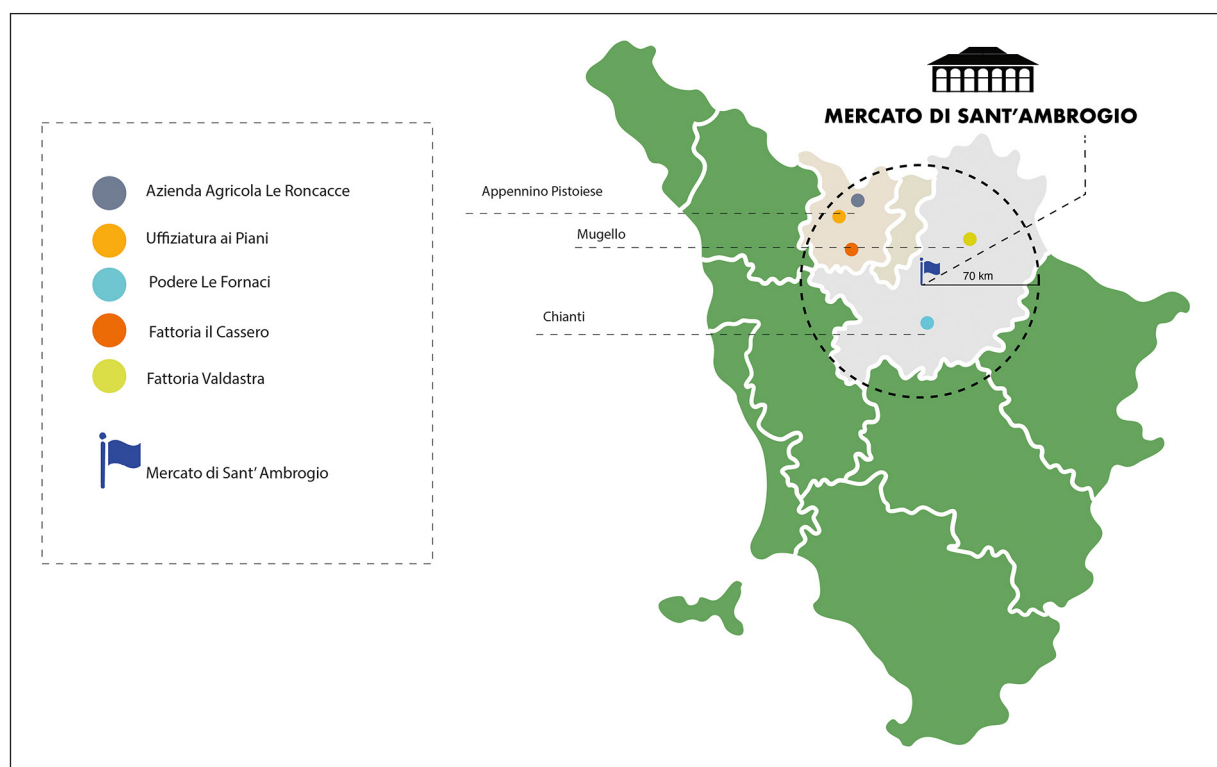 MERCATO DI SANT'AMBROGIO
Azienda Agricola Le Roncacce
Uffiziatura ai Piani
Podere Le Fornaci
Fattoria il Cassero
Fattoria Valdastra
Mercato di Sant' Ambrogio
Appennino Pistoiese
Mugello
Chianti
70 km